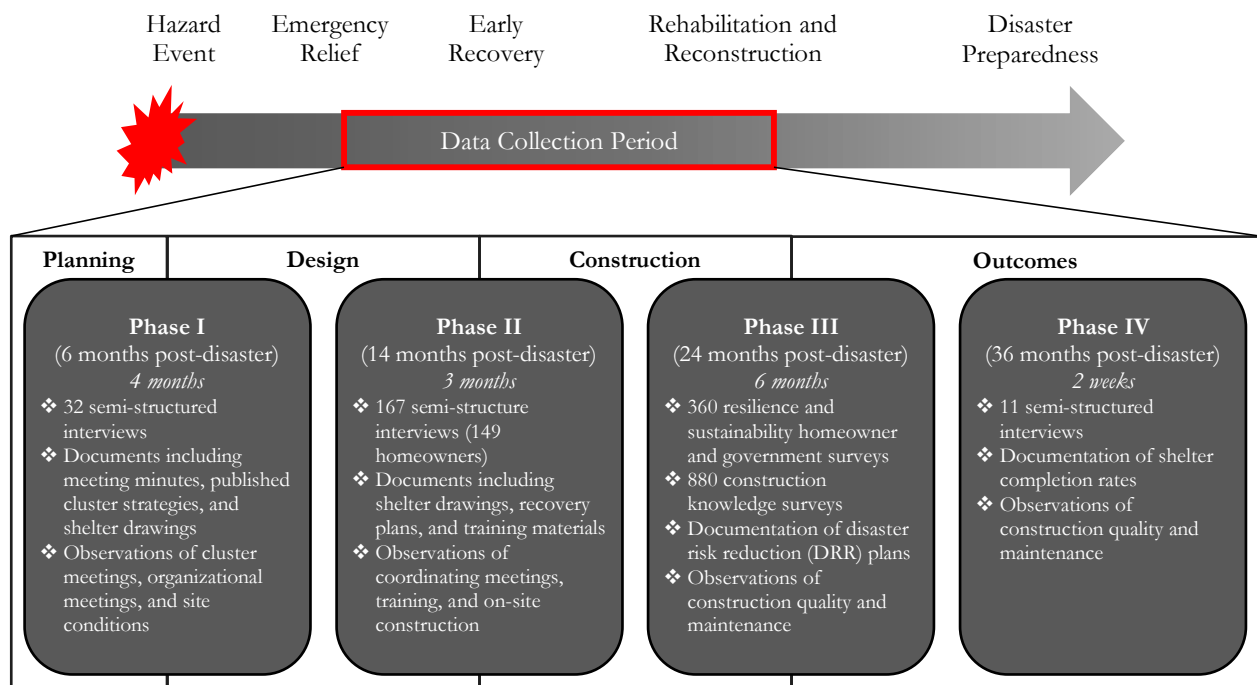 Hazard
Event
Emergency
Relief
Early
Recovery
Rehabilitation and
Reconstruction
Disaster
Preparedness
Data Collection Period
Planning
Design
Construction
Outcomes
Phase I
(6 months post-disaster)
4 months
❖ 32 semi-structured
interviews
❖ Documents including
meeting minutes, published
cluster strategies, and
shelter drawings
❖ Observations of cluster
meetings, organizational
meetings, and site
conditions
Phase II
(14 months post-disaster)
3 months
❖ 167 semi-structure
interviews (149
homeowners)
❖ Documents including
shelter drawings, recovery
plans, and training materials
❖ Observations of
coordinating meetings,
training, and on-site
construction
Phase III
(24 months post-disaster)
6 months
❖ 360 resilience and
sustainability homeowner
and government surveys
❖ 880 construction
knowledge surveys
❖ Documentation of disaster
risk reduction (DRR) plans
❖ Observations of
construction quality and
maintenance
Phase IV
(36 months post-disaster)
2 weeks
❖ 11 semi-structured
interviews
❖ Documentation of shelter
completion rates
❖ Observations of
construction quality and
maintenance